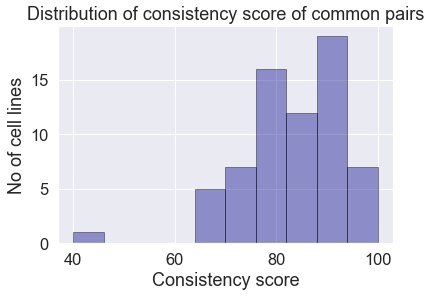 Distribution of consistency score of common pairs
No of cell lines
15
10
5
0
40 60 80 100
Consistency score